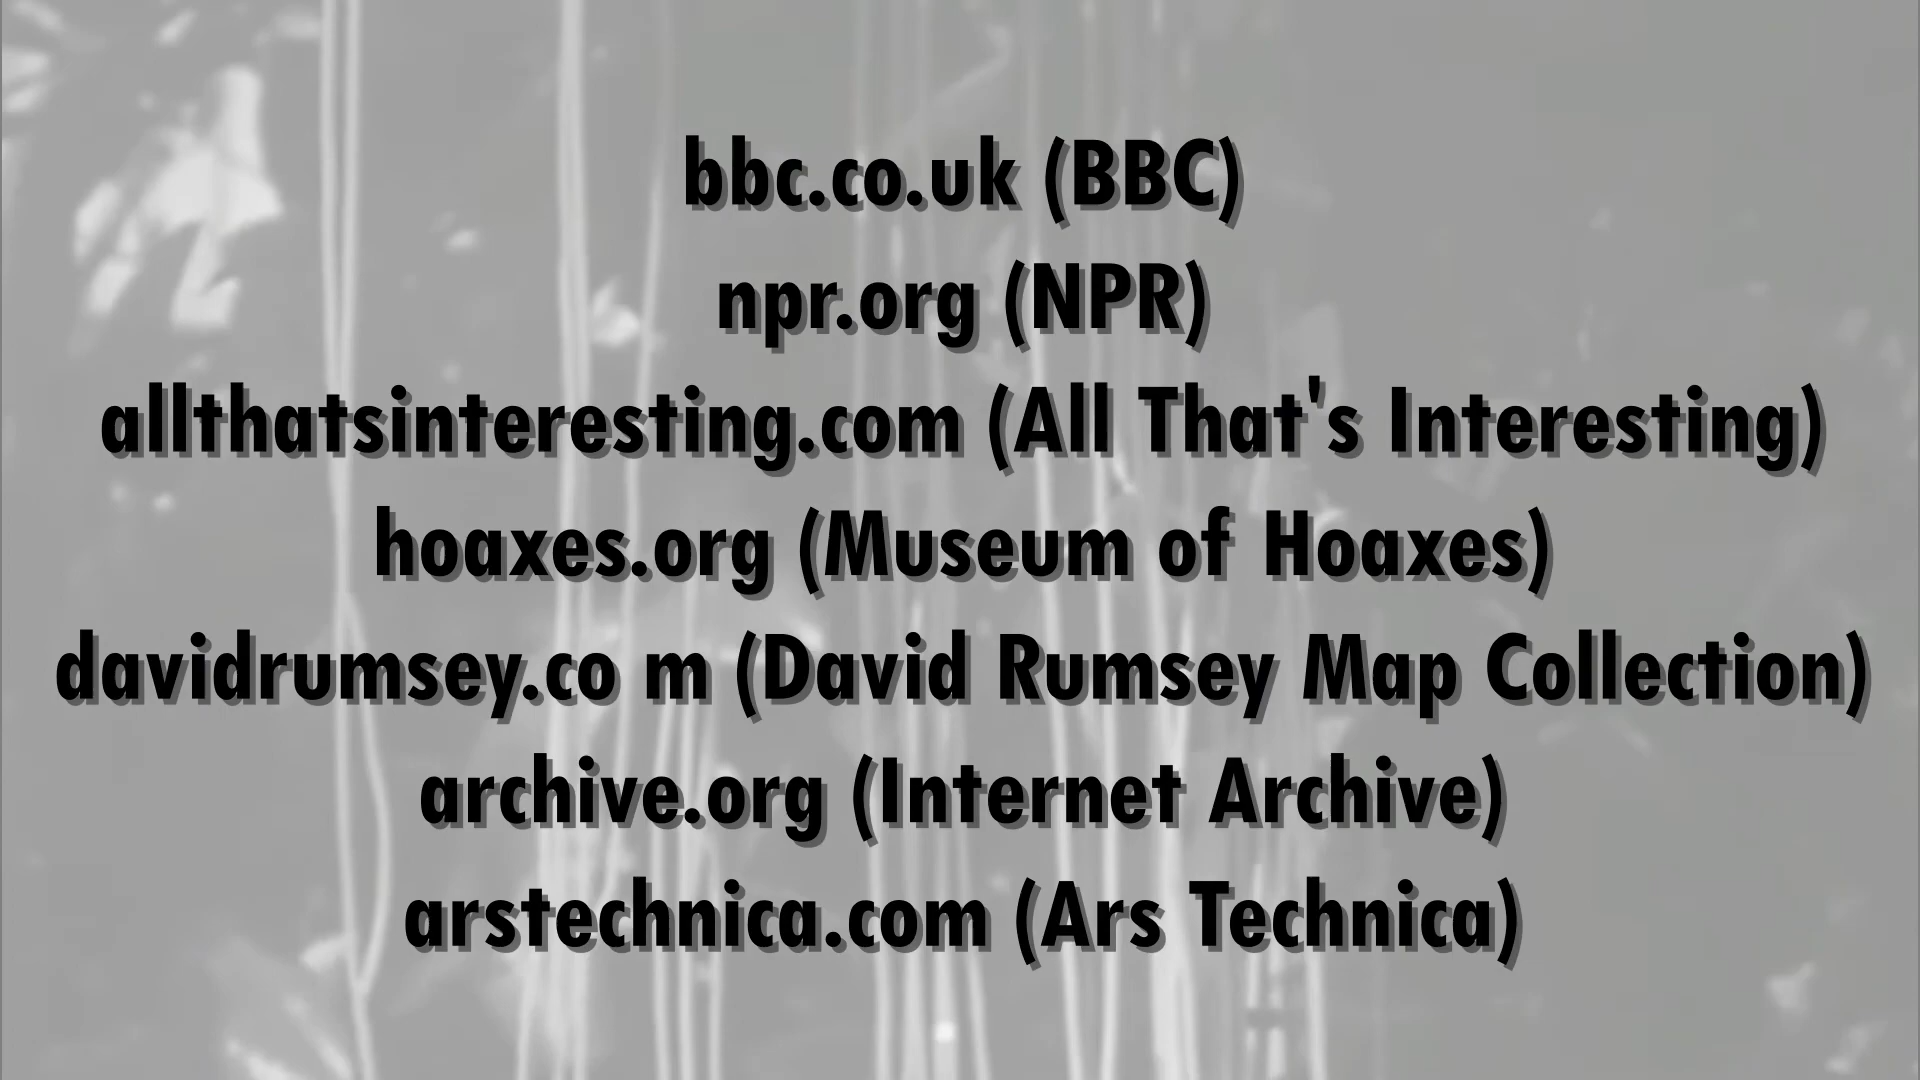 bbc.co.uk (BBC)
npr.org (NPR)
allthatsinteresting.com (All That's Interesting)
hoaxes.org (Museum of Hoaxes)
davidrumsey.co m (David Rumsey Map Collection)
archive.org (Internet Archive)
arstechnica.com (Ars Technica)